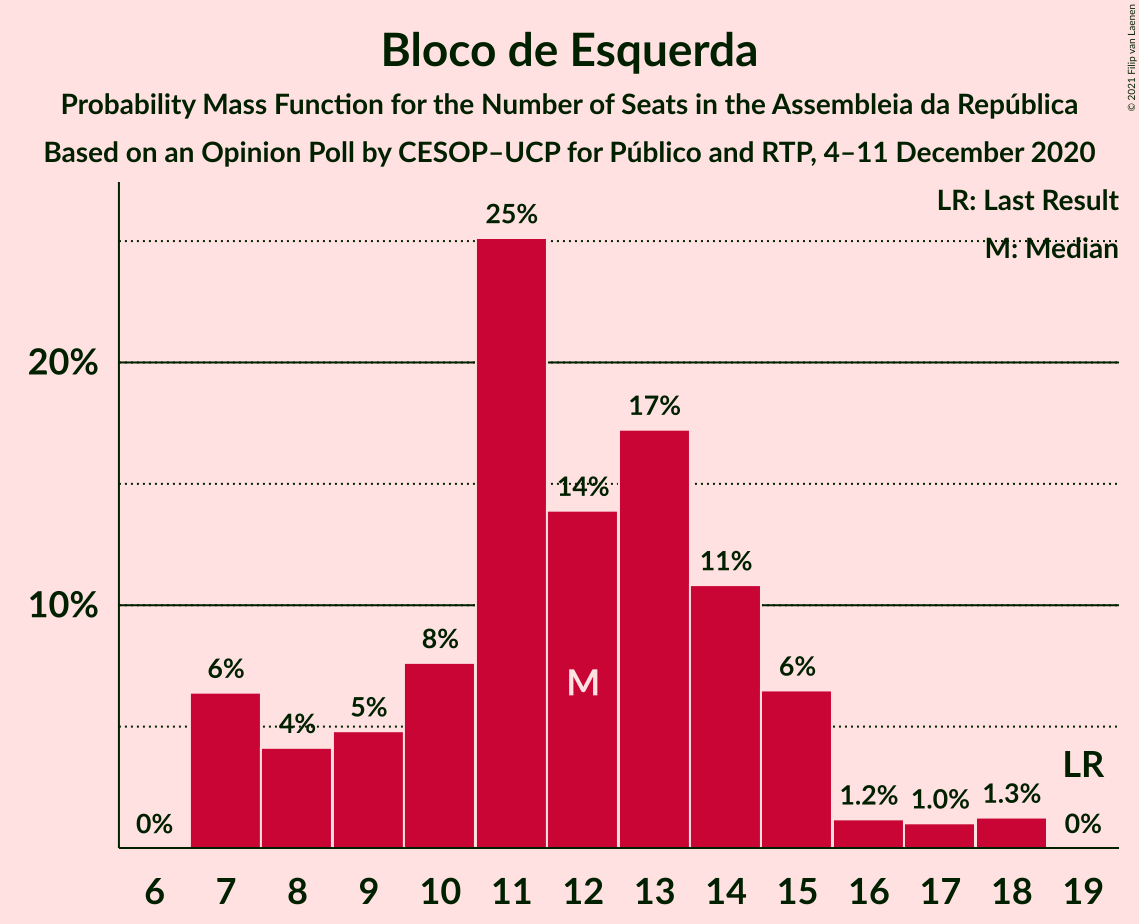 © 2021 Filip van Laenen
Bloco de Esquerda
Probability Mass Function for the Number of Seats in the Assembleia da República
Based on an Opinion Poll by CESOP–UCP for Público and RTP, 4–11 December 2020
LR: Last Result
M: Median
20%
10%
0%
6%
4%
5%
8%
25%
14%
M
17%
11%
6%
1.2%
1.0%
1.3%
LR
0%
6 7 8 9 10 11 12 13 14 15 16 17 18 19